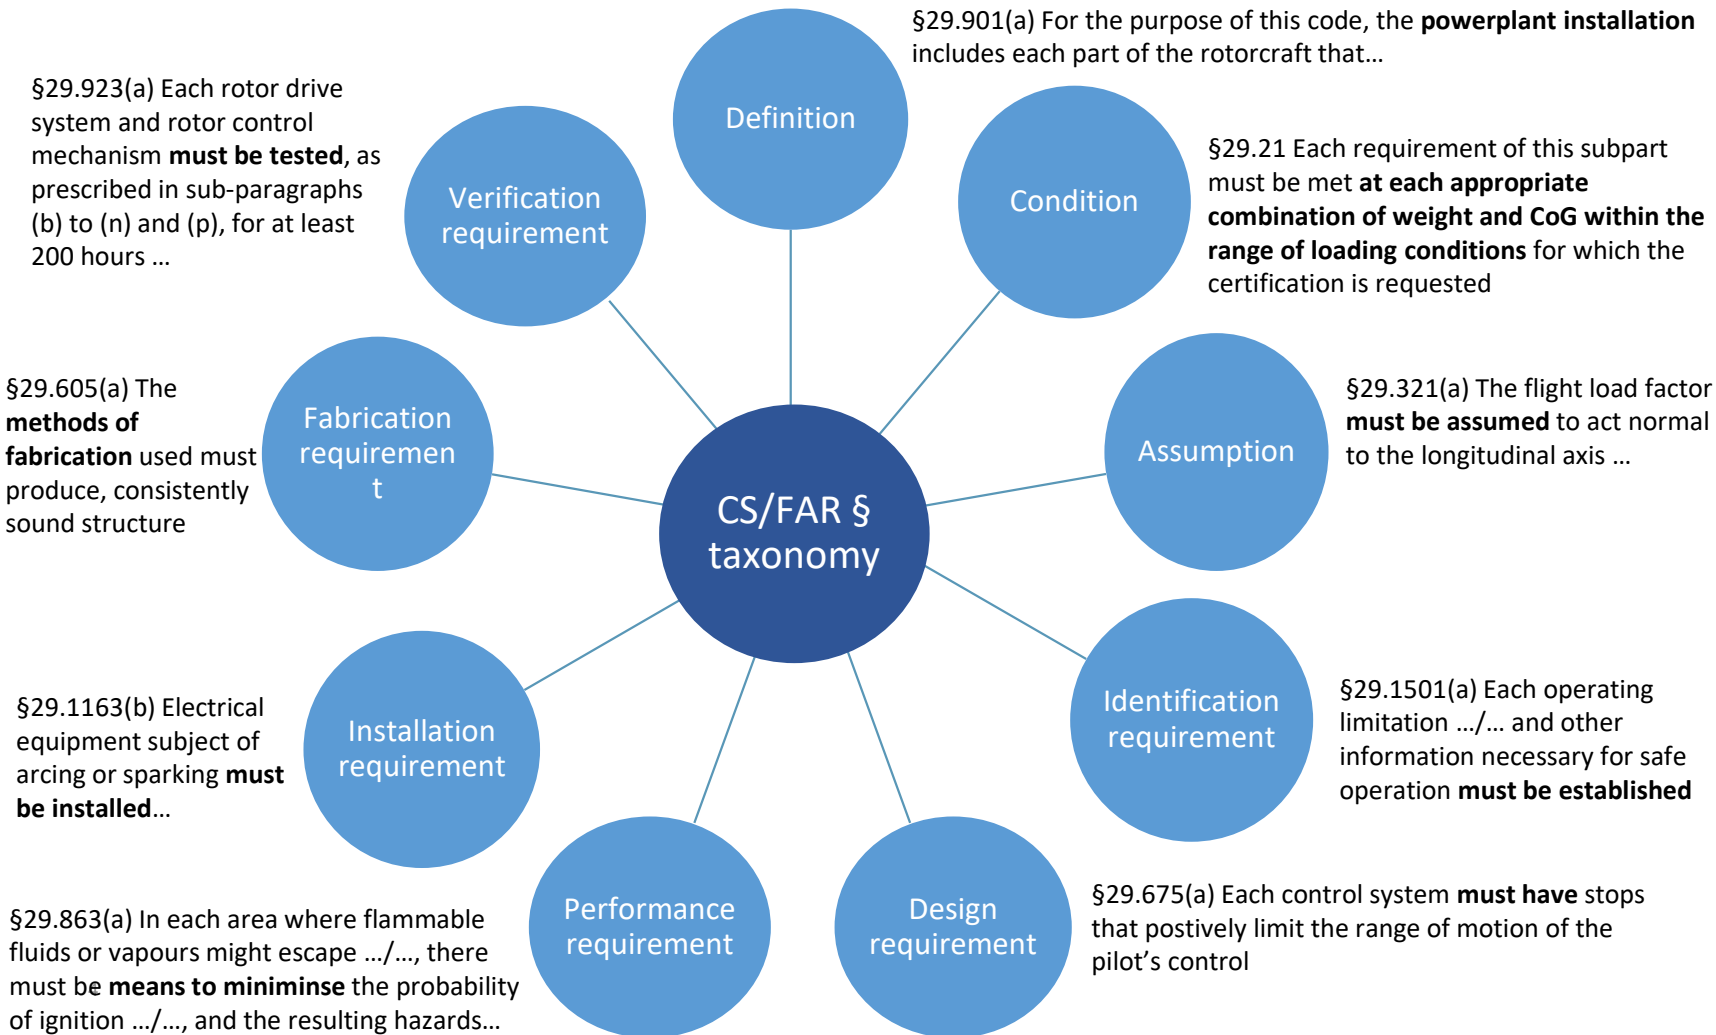 §29.901(a) For the purpose of this code, the powerplant installation
includes each part of the rotorcraft that…
Definition
§29.21 Each requirement of this subpart
must be met at each appropriate
combination of weight and CoG within the
range of loading conditions for which the
certification is requested
Condition
§29.321(a) The flight load factor
must be assumed to act normal
to the longitudinal axis …
Assumption
§29.1501(a) Each operating
limitation …/… and other
information necessary for safe
operation must be established
Identification
requirement
§29.675(a) Each control system must have stops
that postively limit the range of motion of the
pilot’s control
Design
requirement
Performance
requirement
§29.863(a) In each area where flammable
fluids or vapours might escape …/…, there
must be means to miniminse the probability
of ignition …/…, and the resulting hazards…
Installation
requirement
§29.1163(b) Electrical
equipment subject of
arcing or sparking must
be installed…
Fabrication
requiremen
t
§29.605(a) The
methods of
fabrication used must
produce, consistently
sound structure
Verification
requirement
§29.923(a) Each rotor drive
system and rotor control
mechanism must be tested, as
prescribed in sub-paragraphs
(b) to (n) and (p), for at least
200 hours …
CS/FAR §
taxonomy